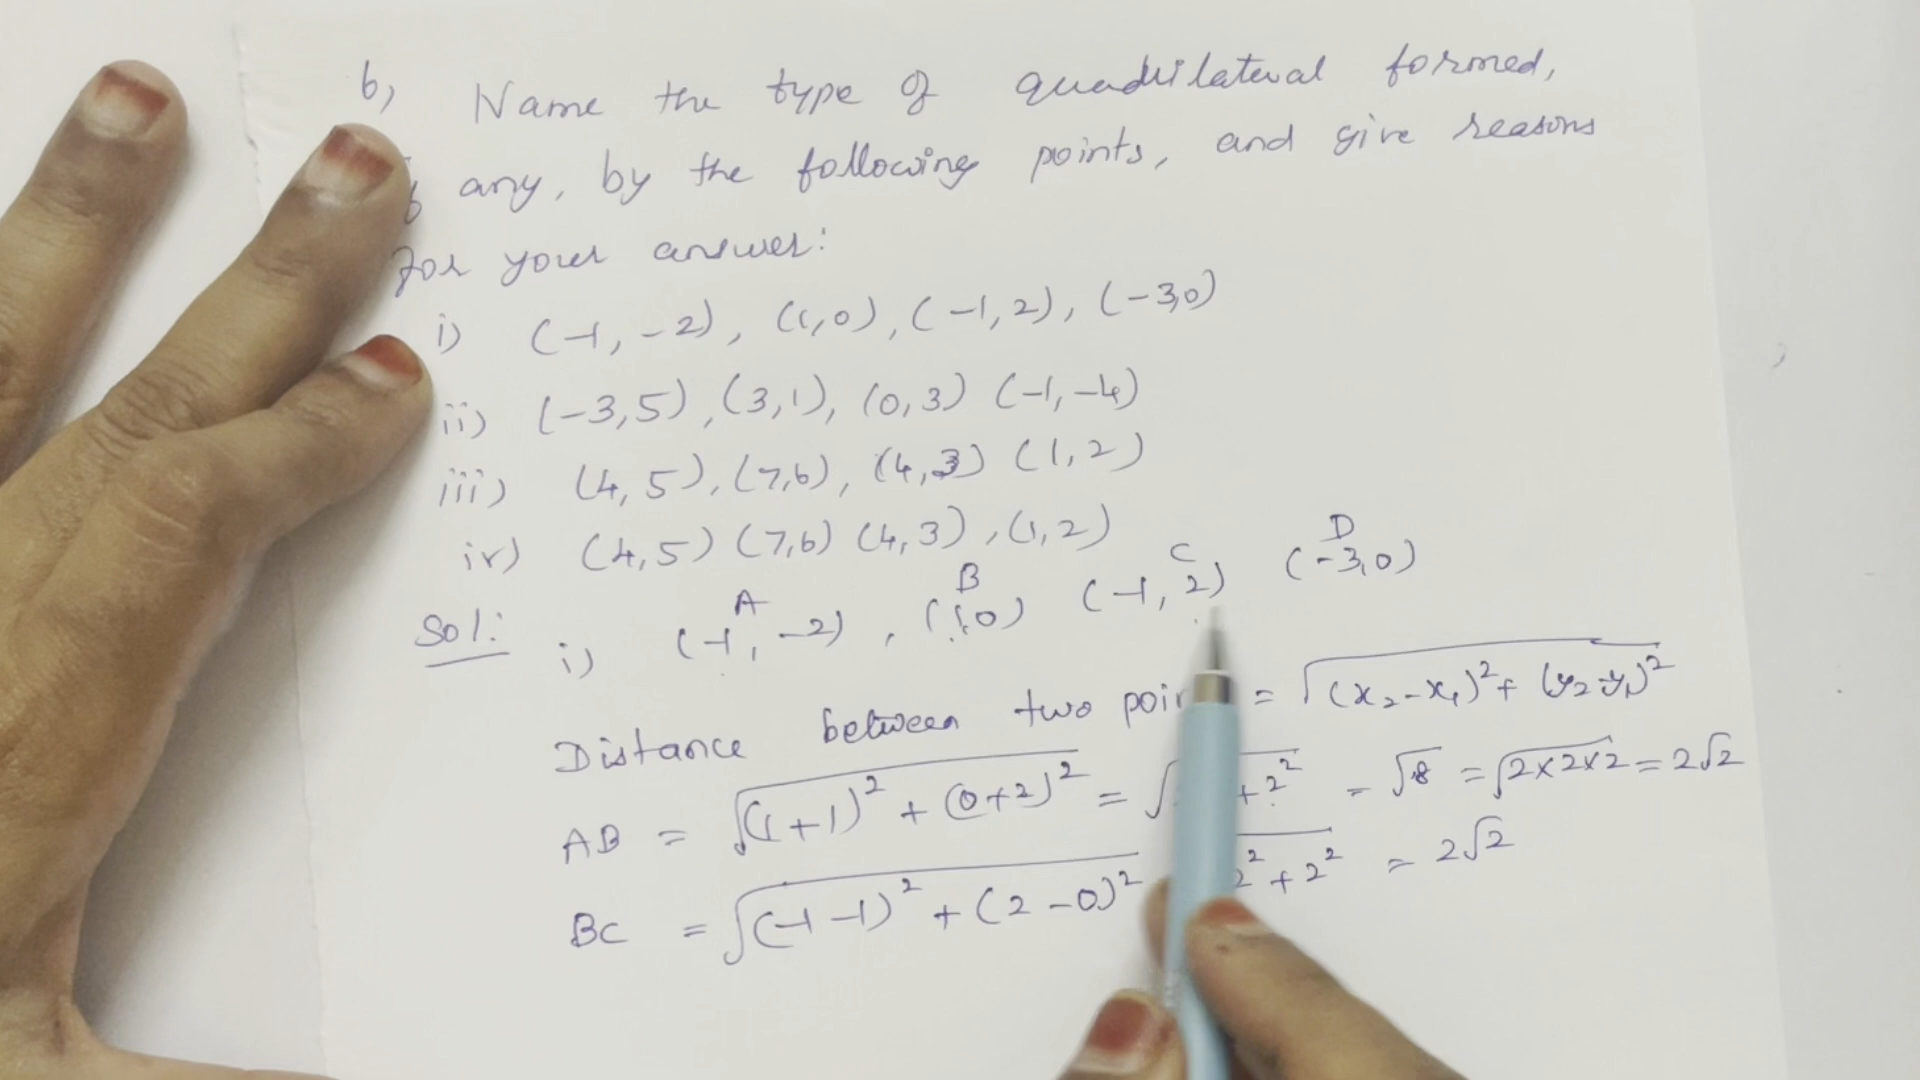 6, Name the type of quadrilateral formed,
any, by the following points, and give reasons
for your answer:
i) (-1, -2), (1,0), (-1,2), (-3,0)
ii) (-3,5), (3,1), (0,3) (-1,-4)
iii) (4,5), (7,6), (4,3) (1,2)
iv) (4,5) (7,6) (4,3), (1,2)
A B C D
Sol: i) (-1, -2), (1,0) (-1, 2) (-3,0)
Distance between two = √(x₂-x₁)²+ (y₂-y₁)²
AB = √(1+1)² + (0+2)² = √ + 2² = √8 = √2×2×2 = 2√2
BC = √(-1-1)² + (2-0)² 2² + 2² = 2√2